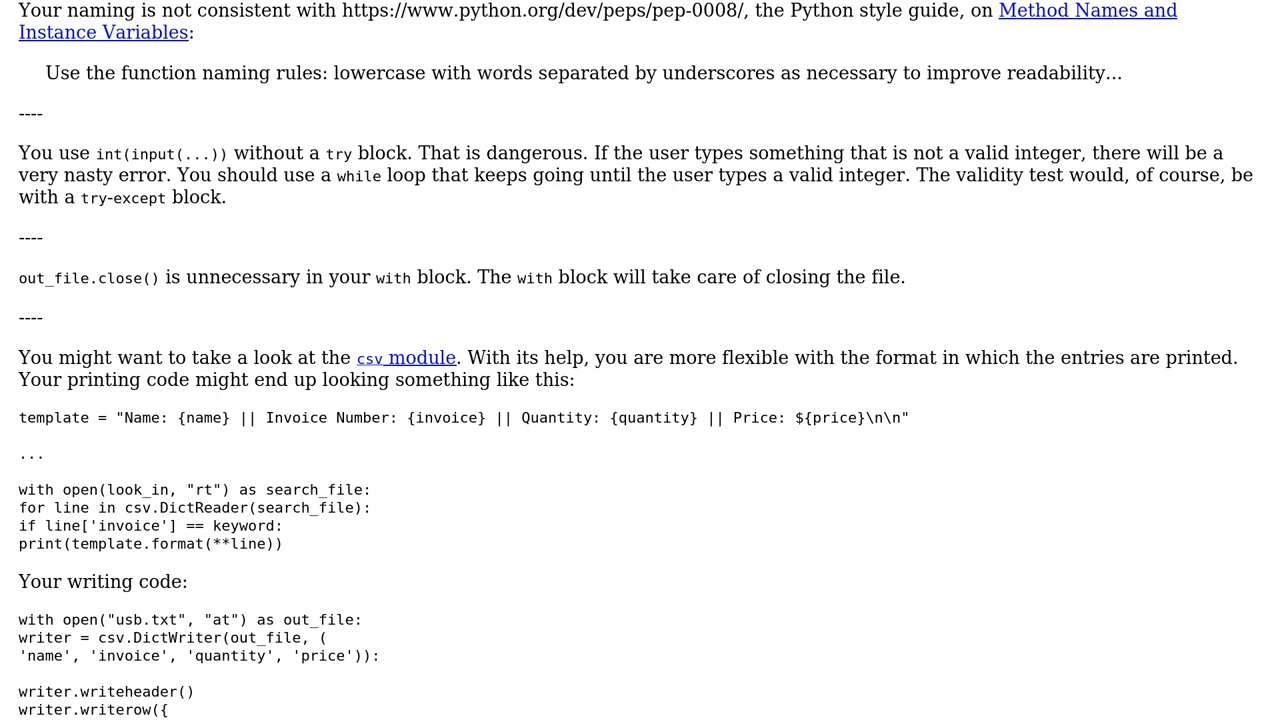 Your naming is not consistent with https://www.python.org/dev/peps/pep-0008/, the Python style guide, on Method Names and
Instance Variables:
Use the function naming rules: lowercase with words separated by underscores as necessary to improve readability...
----
You use int(input(...)) without a try block. That is dangerous. If the user types something that is not a valid integer, there will be a
very nasty error. You should use a while loop that keeps going until the user types a valid integer. The validity test would, of course, be
with a try-except block.
----
out_file.close() is unnecessary in your with block. The with block will take care of closing the file.
----
You might want to take a look at the csv module. With its help, you are more flexible with the format in which the entries are printed.
Your printing code might end up looking something like this:
template = "Name: {name} || Invoice Number: {invoice} || Quantity: {quantity} || Price: ${price}\n\n"
...
with open(look_in, "rt") as search_file:
for line in csv.DictReader(search_file):
if line['invoice'] == keyword:
print(template.format(**line))
Your writing code:
with open("usb.txt", "at") as out_file:
writer = csv.DictWriter(out_file, (
'name', 'invoice', 'quantity', 'price')):
writer.writeheader()
writer.writerow({